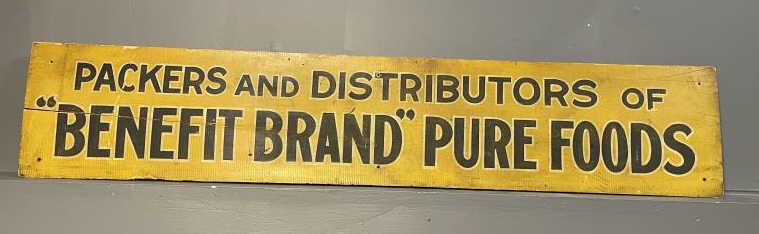 PACKERS AND DISTRIBUTORS OF
"BENEFIT BRAND" PURE FOODS